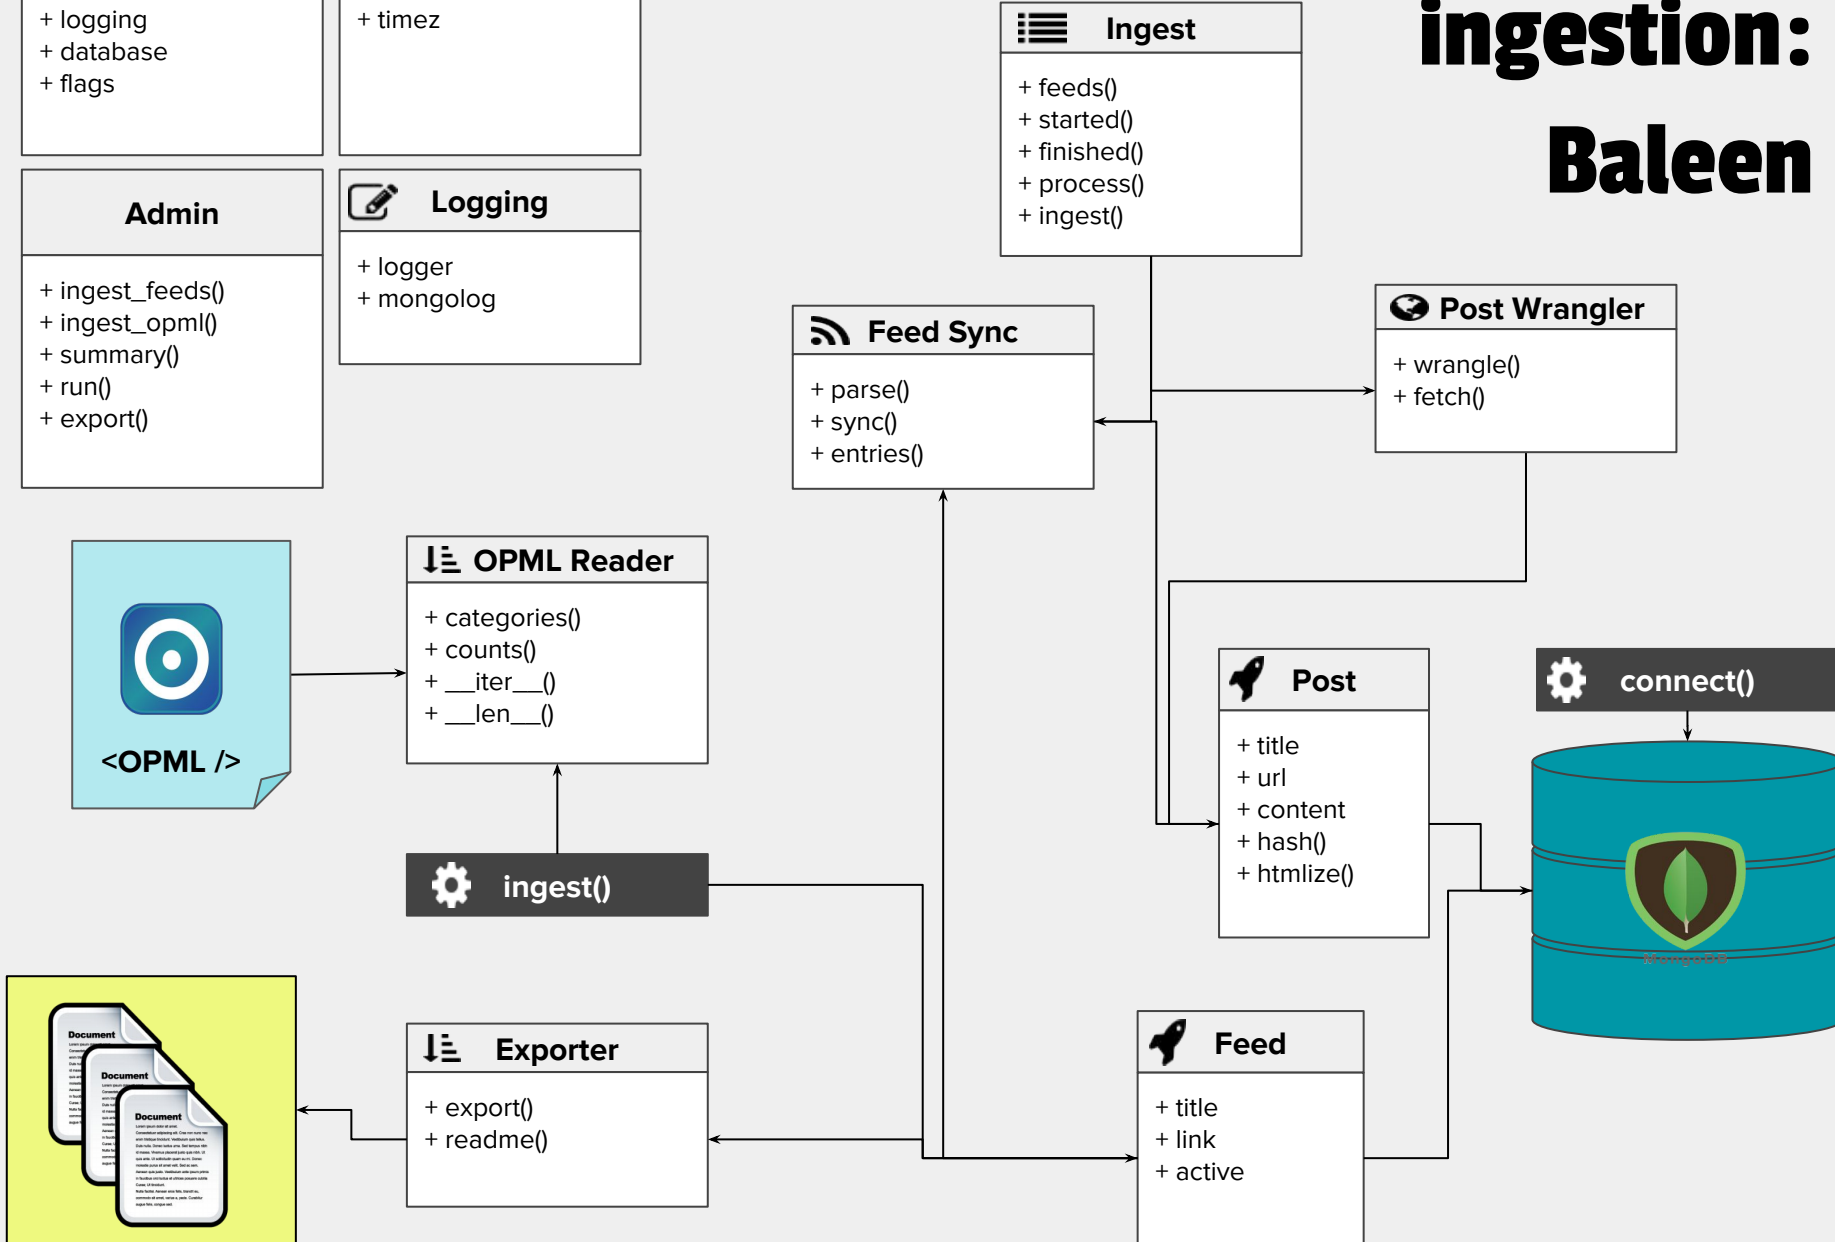 + logging
+ database
+ flags
+ timez
Ingest
+ feeds()
+ started()
+ finished()
+ process()
+ ingest()
ingestion:
Baleen
Admin
+ ingest_feeds()
+ ingest_opml()
+ summary()
+ run()
+ export()
Logging
+ logger
+ mongolog
Feed Sync
+ parse()
+ sync()
+ entries()
Post Wrangler
+ wrangle()
+ fetch()
<OPML />
OPML Reader
+ categories()
+ counts()
+ __iter__()
+ __len__()
ingest()
Post
+ title
+ url
+ content
+ hash()
+ htmlize()
connect()
MongoDB
Document
Document
Document
Exporter
+ export()
+ readme()
Feed
+ title
+ link
+ active